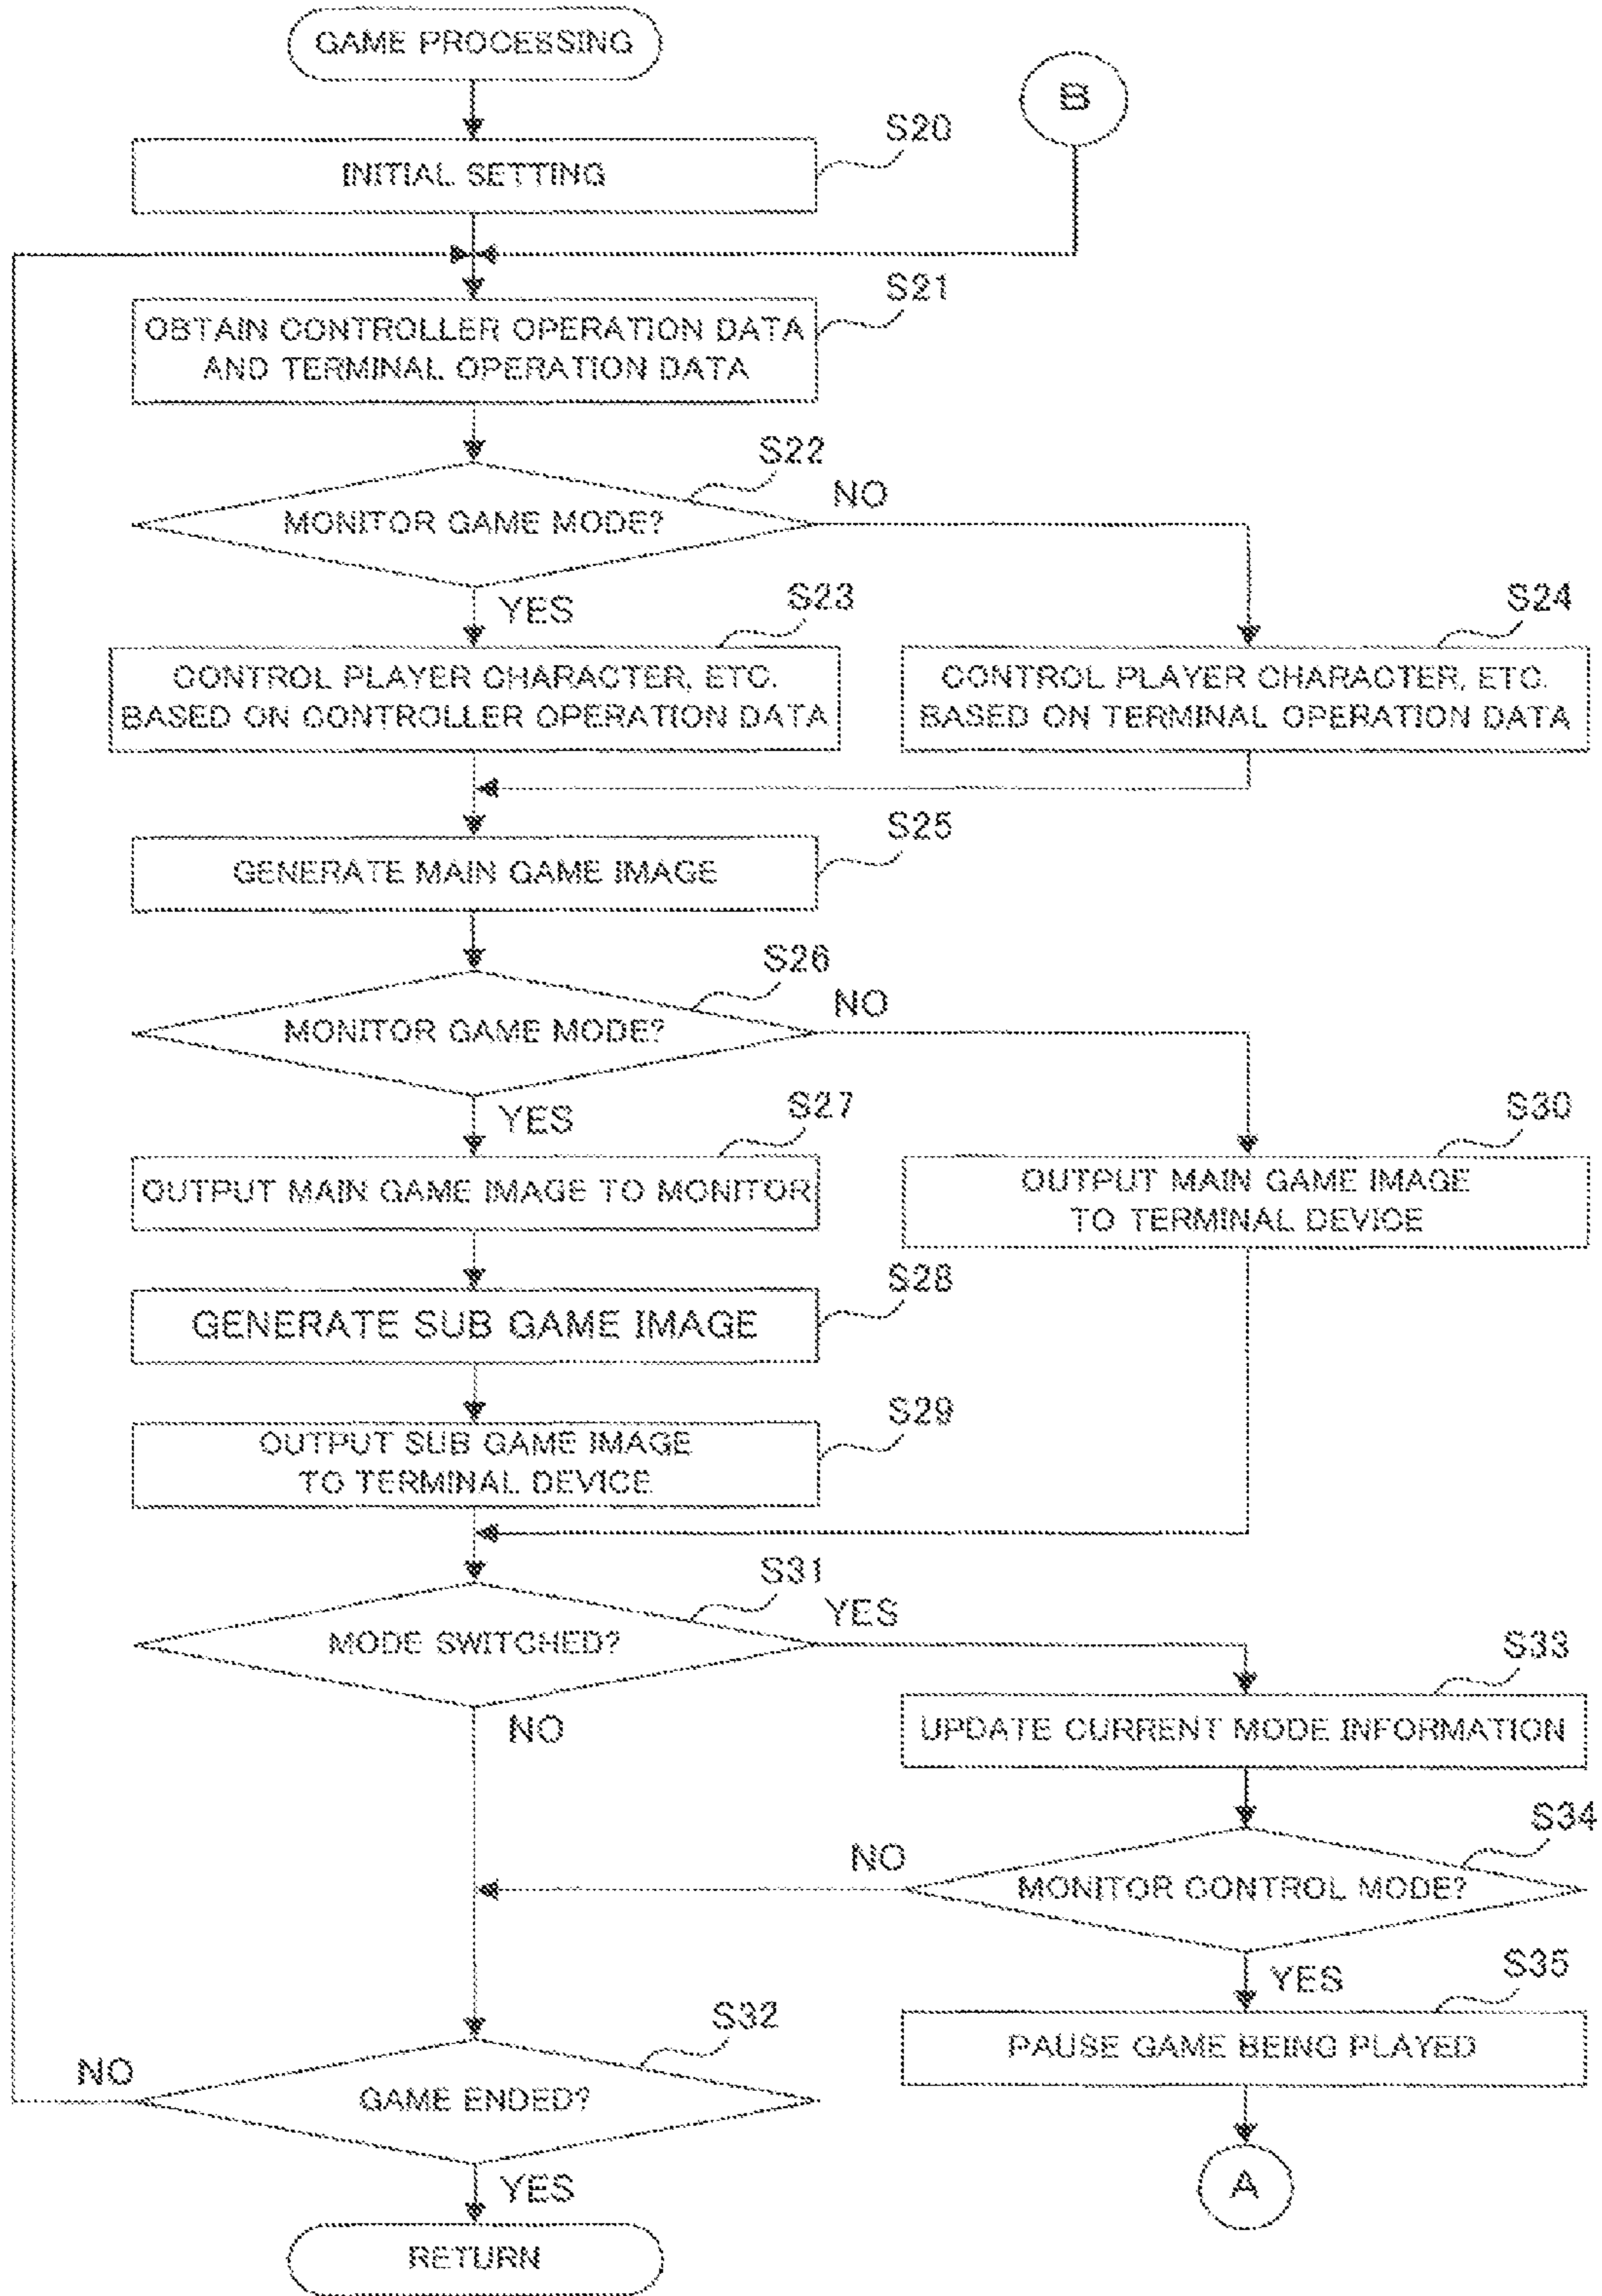 GAME PROCESSING
B
S20
INITIAL SETTING
S21
OBTAIN CONTROLLER OPERATION DATA
AND TERMINAL OPERATION DATA
S22
MONITOR GAME MODE?
NO
YES
S23
CONTROL PLAYER CHARACTER, ETC.
BASED ON CONTROLLER OPERATION DATA
S24
CONTROL PLAYER CHARACTER, ETC.
BASED ON TERMINAL OPERATION DATA
S25
GENERATE MAIN GAME IMAGE
S26
MONITOR GAME MODE?
NO
YES
S27
OUTPUT MAIN GAME IMAGE TO MONITOR
S30
OUTPUT MAIN GAME IMAGE
TO TERMINAL DEVICE
S28
GENERATE SUB GAME IMAGE
S29
OUTPUT SUB GAME IMAGE
TO TERMINAL DEVICE
S31
MODE SWITCHED?
YES
NO
S33
UPDATE CURRENT MODE INFORMATION
S34
MONITOR CONTROL MODE?
NO
YES
S35
PAUSE GAME BEING PLAYED
A
S32
GAME ENDED?
NO
YES
RETURN